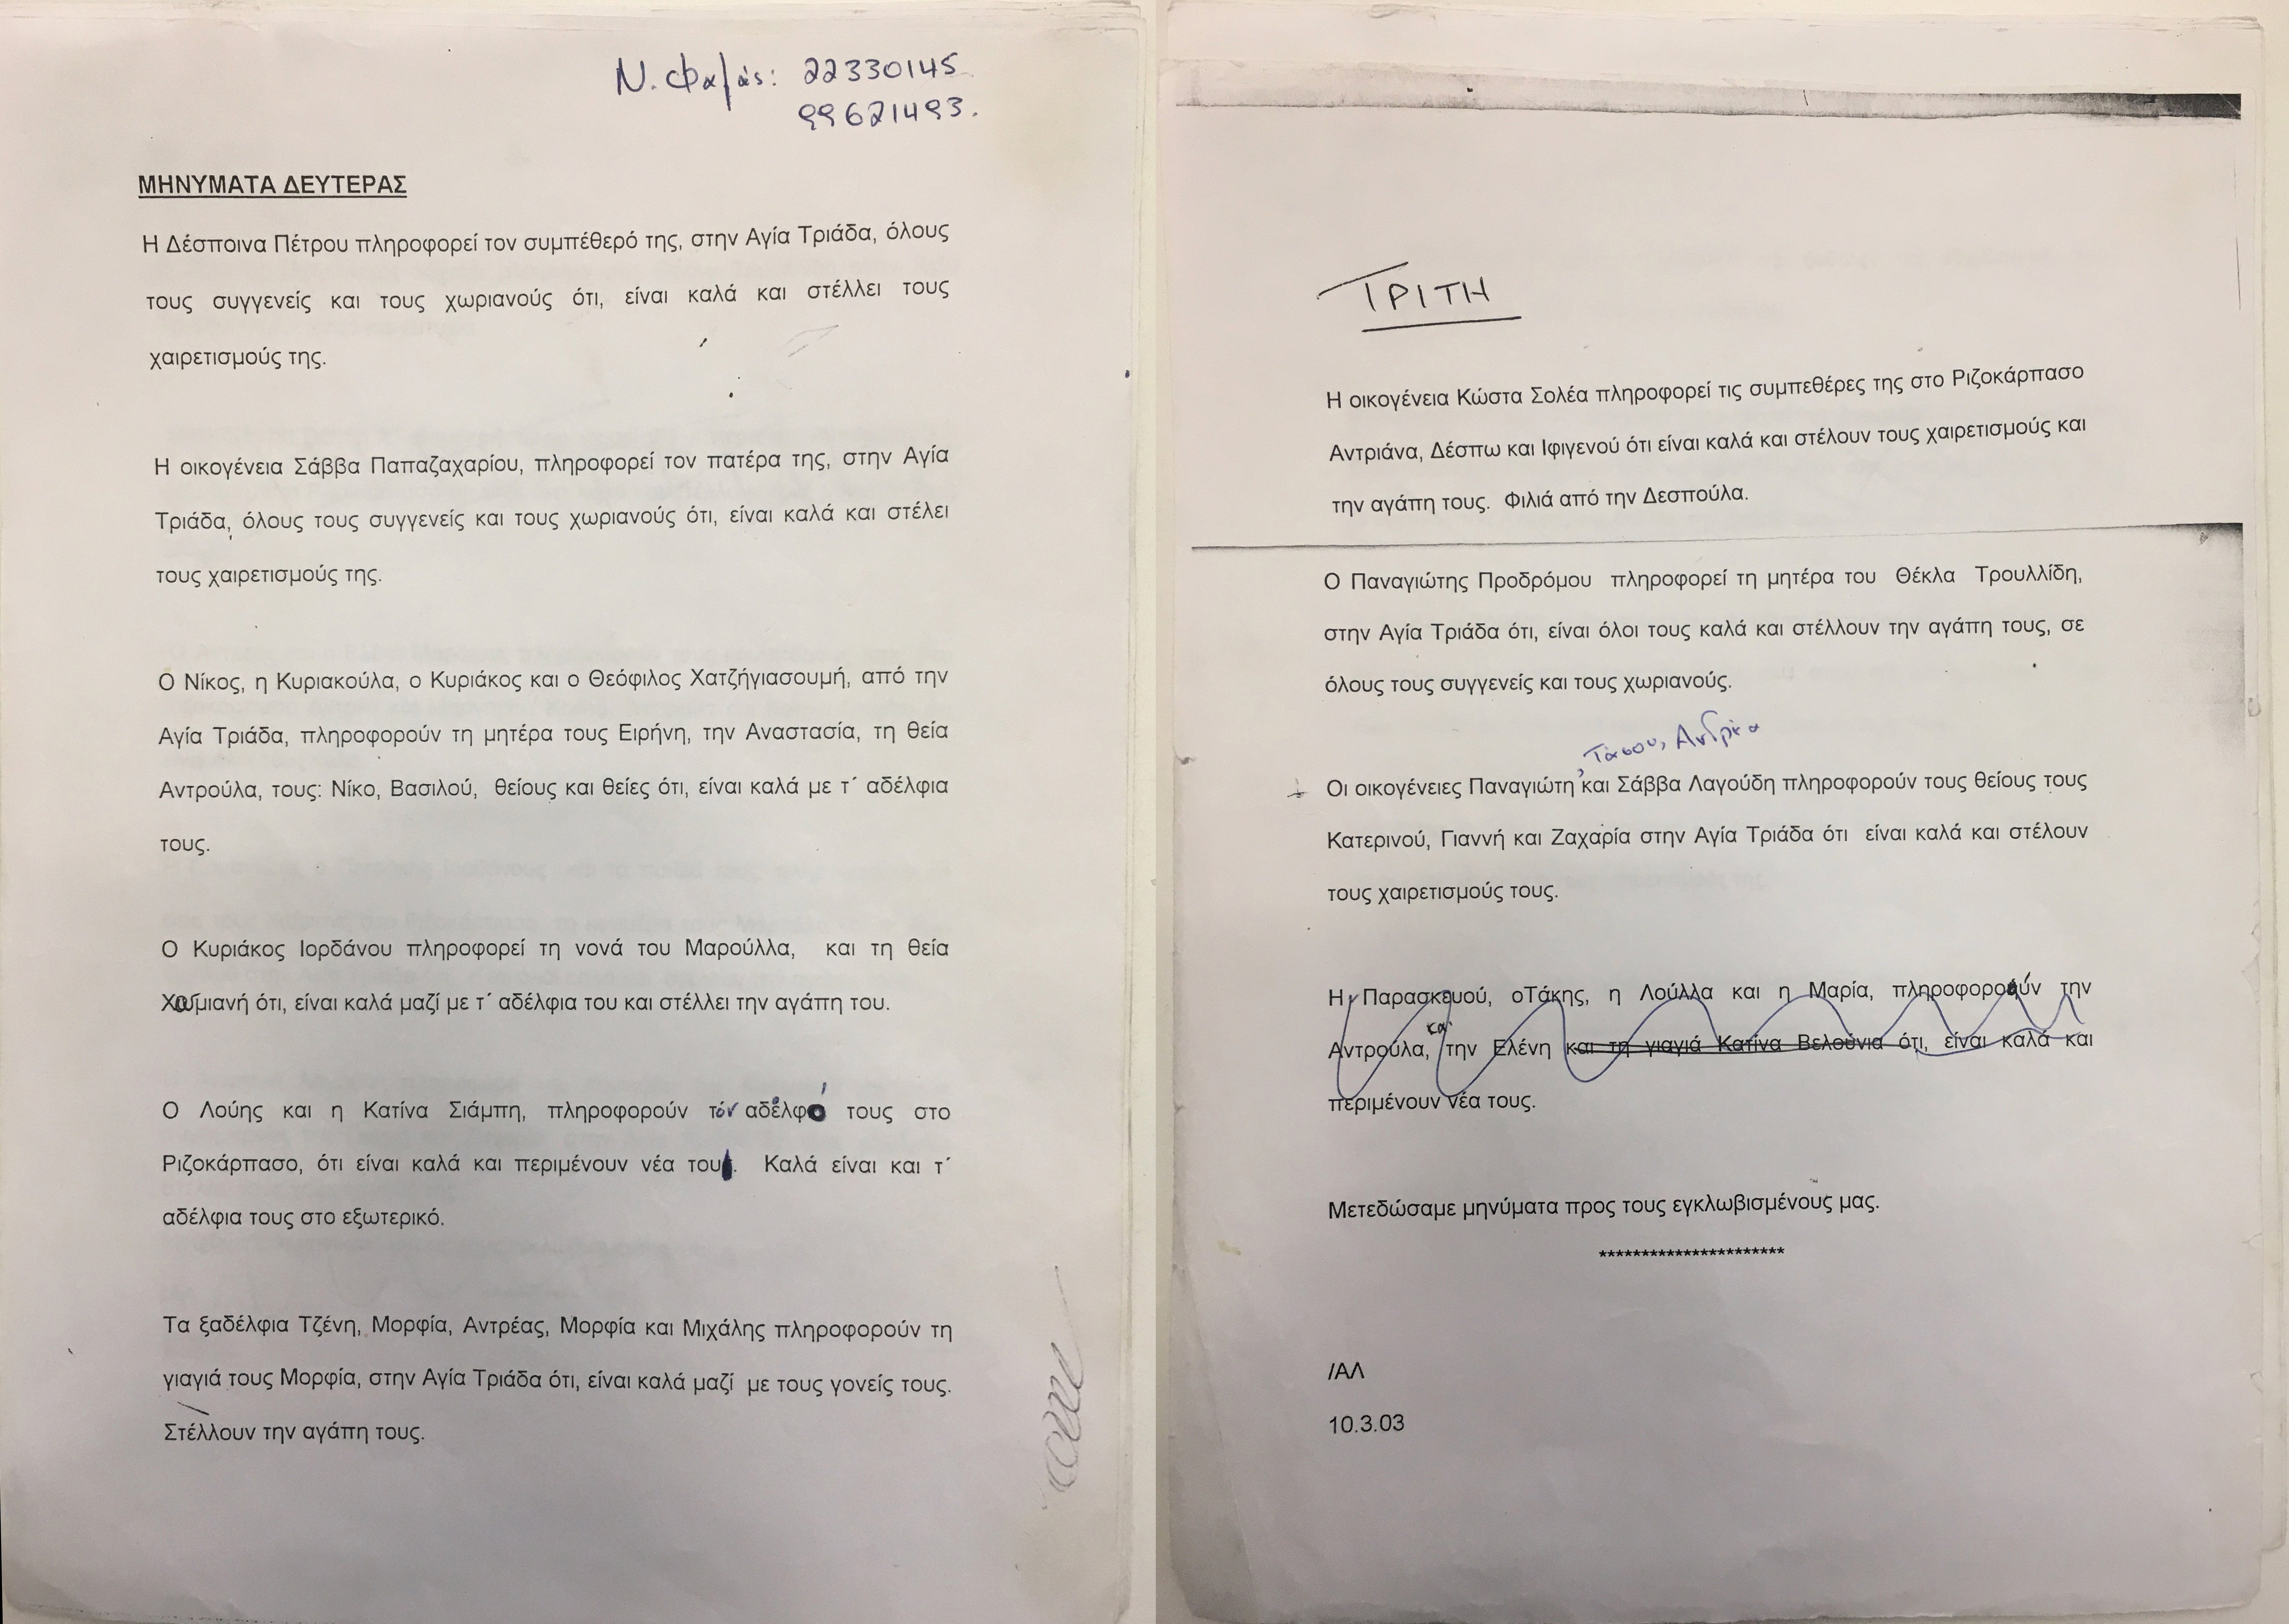 Ν. Φαλάς: 22330145
99621493.
ΜΗΝΥΜΑΤΑ ΔΕΥΤΕΡΑΣ
Η Δέσποινα Πέτρου πληροφορεί τον συμπέθερό της, στην Αγία Τριάδα, όλους
τους συγγενείς και τους χωριανούς ότι, είναι καλά και στέλλει τους
χαιρετισμούς της.
Η οικογένεια Σάββα Παπαζαχαρίου, πληροφορεί τον πατέρα της, στην Αγία
Τριάδα, όλους τους συγγενείς και τους χωριανούς ότι, είναι καλά και στέλει
τους χαιρετισμούς της.
Ο Νίκος, η Κυριακούλα, ο Κυριάκος και ο Θεόφιλος Χατζήγιασουμή, από την
Αγία Τριάδα, πληροφορούν τη μητέρα τους Ειρήνη, την Αναστασία, τη θεία
Αντρούλα, τους: Νίκο, Βασιλού, θείους και θείες ότι, είναι καλά με τ΄ αδέλφια
τους.
Ο Κυριάκος Ιορδάνου πληροφορεί τη νονά του Μαρούλλα, και τη θεία
ότι, είναι καλά μαζί με τ΄ αδέλφια του και στέλλει την αγάπη του.
Ο Λούης και η Κατίνα Σιάμπη, πληροφορούν τόν αδελφό τους στο
Ριζοκάρπασο, ότι είναι καλά και περιμένουν νέα του. Καλά είναι και τ΄
αδέλφια τους στο εξωτερικό.
Τα ξαδέλφια Τζένη, Μορφία, Αντρέας, Μορφία και Μιχάλης πληροφορούν τη
γιαγιά τους Μορφία, στην Αγία Τριάδα ότι, είναι καλά μαζί με τους γονείς τους.
Στέλλουν την αγάπη τους.
ΤΡΙΤΗ
Η οικογένεια Κώστα Σολέα πληροφορεί τις συμπεθέρες της στο Ριζοκάρπασο
Αντριάνα, Δέσπω και Ιφιγενού ότι είναι καλά και στέλουν τους χαιρετισμούς και
την αγάπη τους. Φιλιά από την Δεσπούλα.
Ο Παναγιώτης Προδρόμου πληροφορεί τη μητέρα του Θέκλα Τρουλλίδη,
στην Αγία Τριάδα ότι, είναι όλοι τους καλά και στέλλουν την αγάπη τους, σε
όλους τους συγγενείς και τους χωριανούς.
Τάσου, Ανδρέα
Οι οικογένειες Παναγιώτη, και Σάββα Λαγούδη πληροφορούν τους θείους τους
Κατερινού, Γιαννή και Ζαχαρία στην Αγία Τριάδα ότι είναι καλά και στέλουν
τους χαιρετισμούς τους.
Η Παρασκευού, οΤάκης, η Λούλλα και η Μαρία, πληροφορούν την
και
Αντρούλα, την Ελένη και τη γιαγιά Κατίνα Βελούνια ότι, είναι καλά και
περιμένουν νέα τους.
Μετεδώσαμε μηνύματα προς τους εγκλωβισμένους μας.
**********************
/ΑΛ
10.3.03